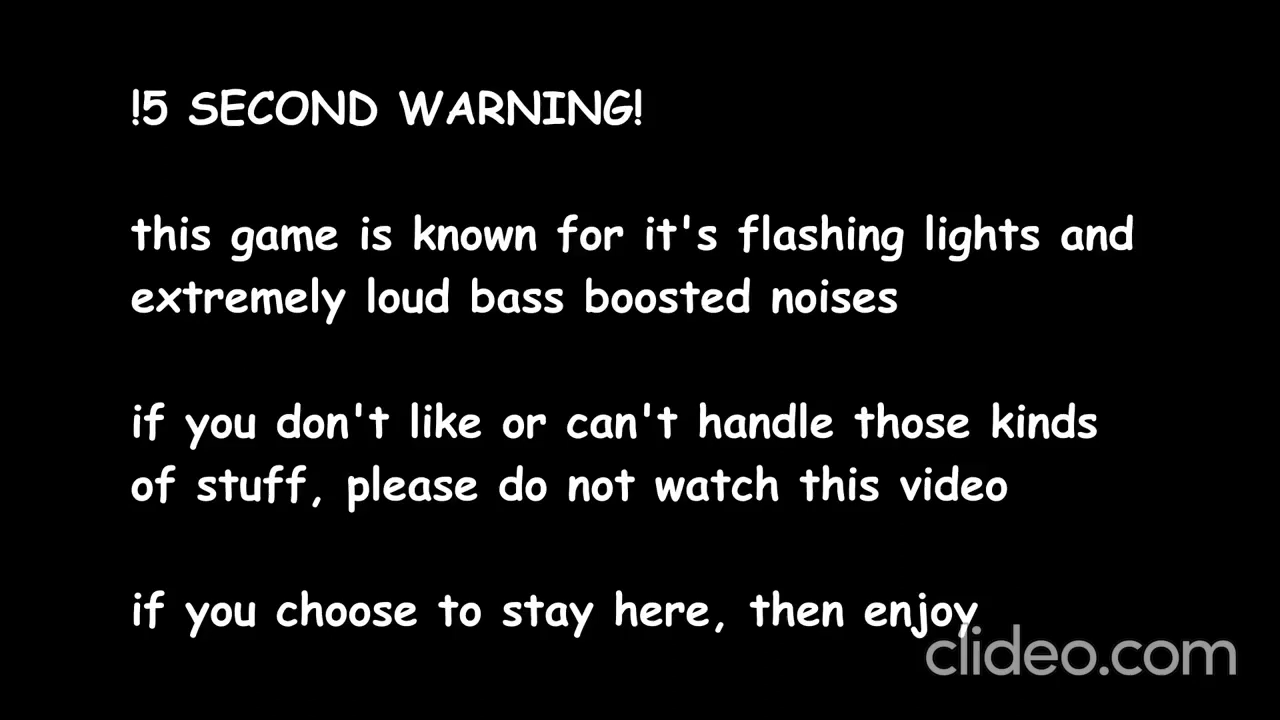 !5 SECOND WARNING!
this game is known for it's flashing lights and
extremely loud bass boosted noises
if you don't like or can't handle those kinds
of stuff, please do not watch this video
if you choose to stay here, then enjoy
clideo.com